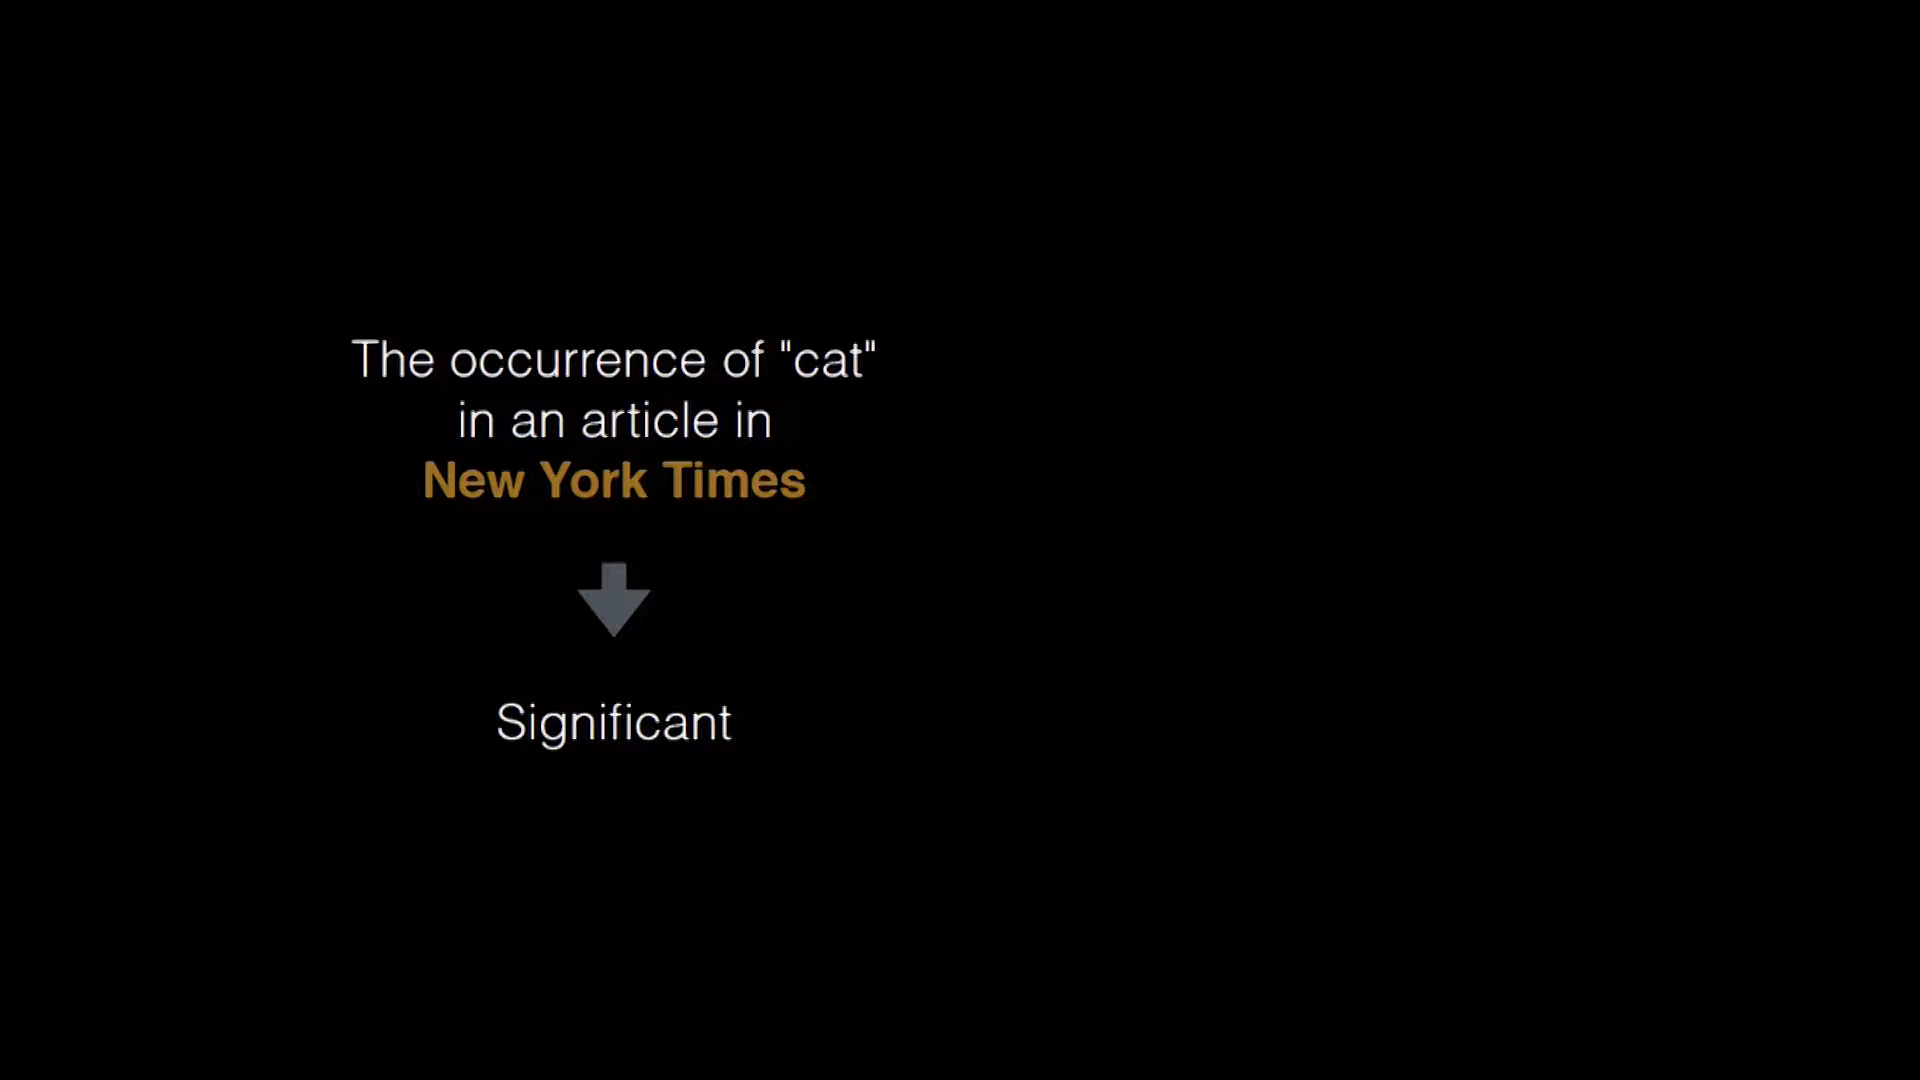 The occurrence of "cat"
in an article in
New York Times
Significant